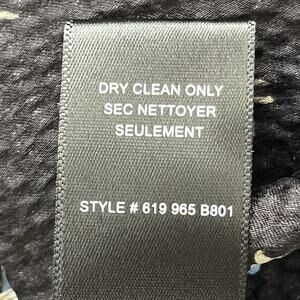 DRY CLEAN ONLY
SEC NETTOYER
SEULEMENT
STYLE # 619 965 B801